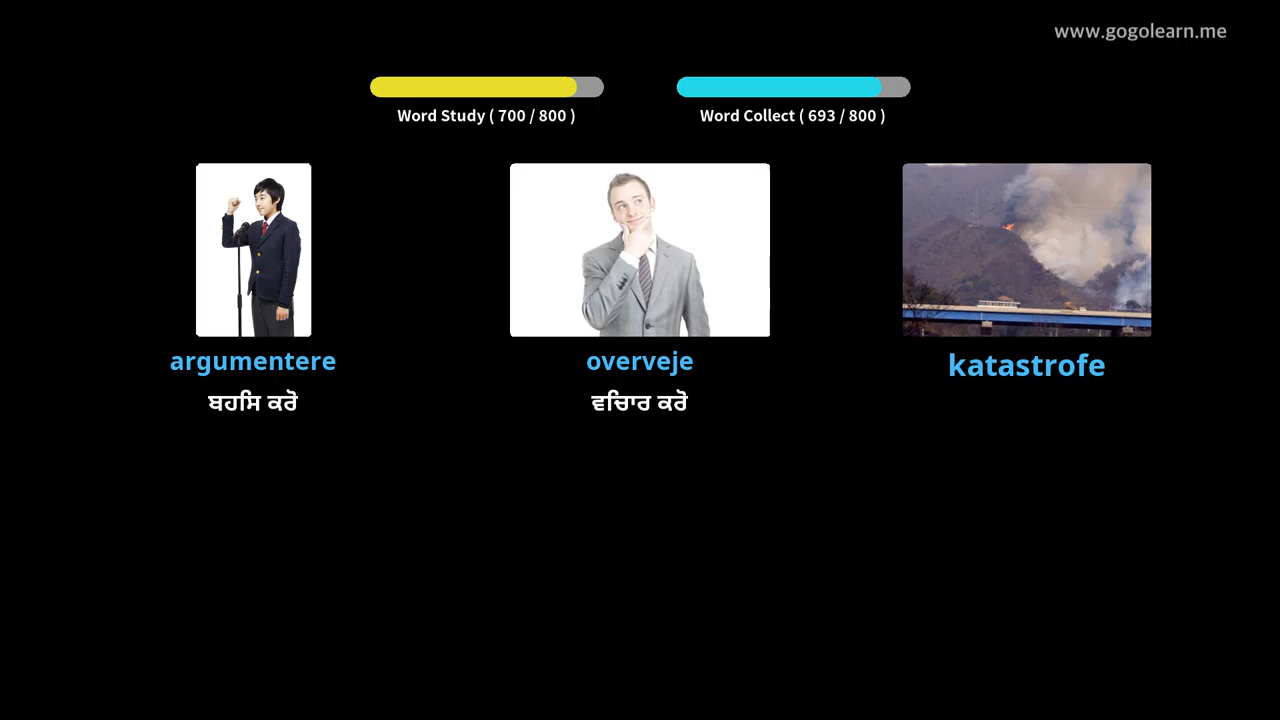 www.gogolearn.me
Word Study ( 700 / 800 )
Word Collect ( 693 / 800 )
argumentere
overveje
katastrofe
ਬਹਸਿ ਕਰੋ
ਵਚਿਾਰ ਕਰੋ